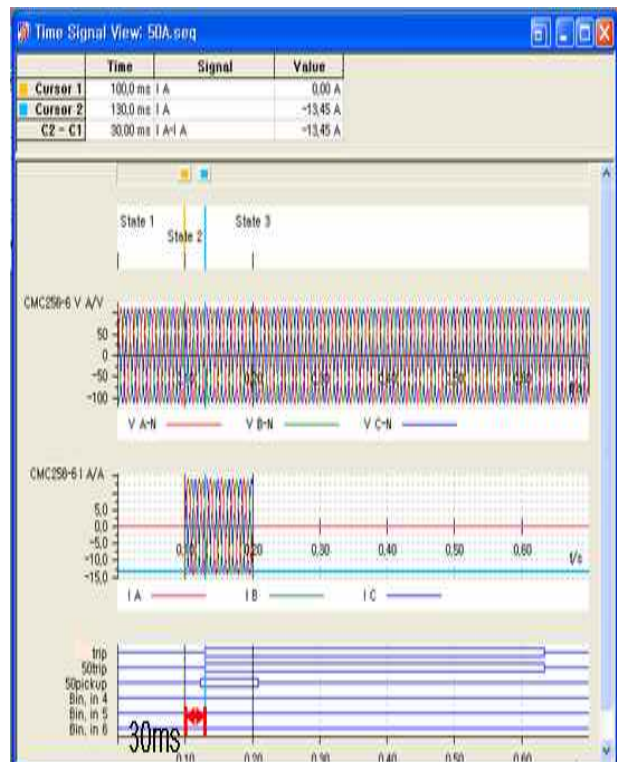 Time Signal View: 50A.seq
Time Signal Value
Cursor 1 100,0 ms I A 0,00 A
Cursor 2 130,0 ms I A -13,45 A
C2 - C1 30,00 ms I A-I A -13,45 A
State 1 State 2 State 3
CMC256-6 V A/V
50
0
-50
-100
0,20
V A-N V B-N V C-N
CMC256-6 I A/A
5,0
0,0
-5,0
-10,0
-15,0
0,10 0,20 0,30 0,40 0,50 0,60 t/s
I A I B I C
trip
50trip
50pickup
Bin, in 4
Bin, in 5
Bin, in 6
30ms
0,10 0,20 0,30 0,40 0,50 0,60